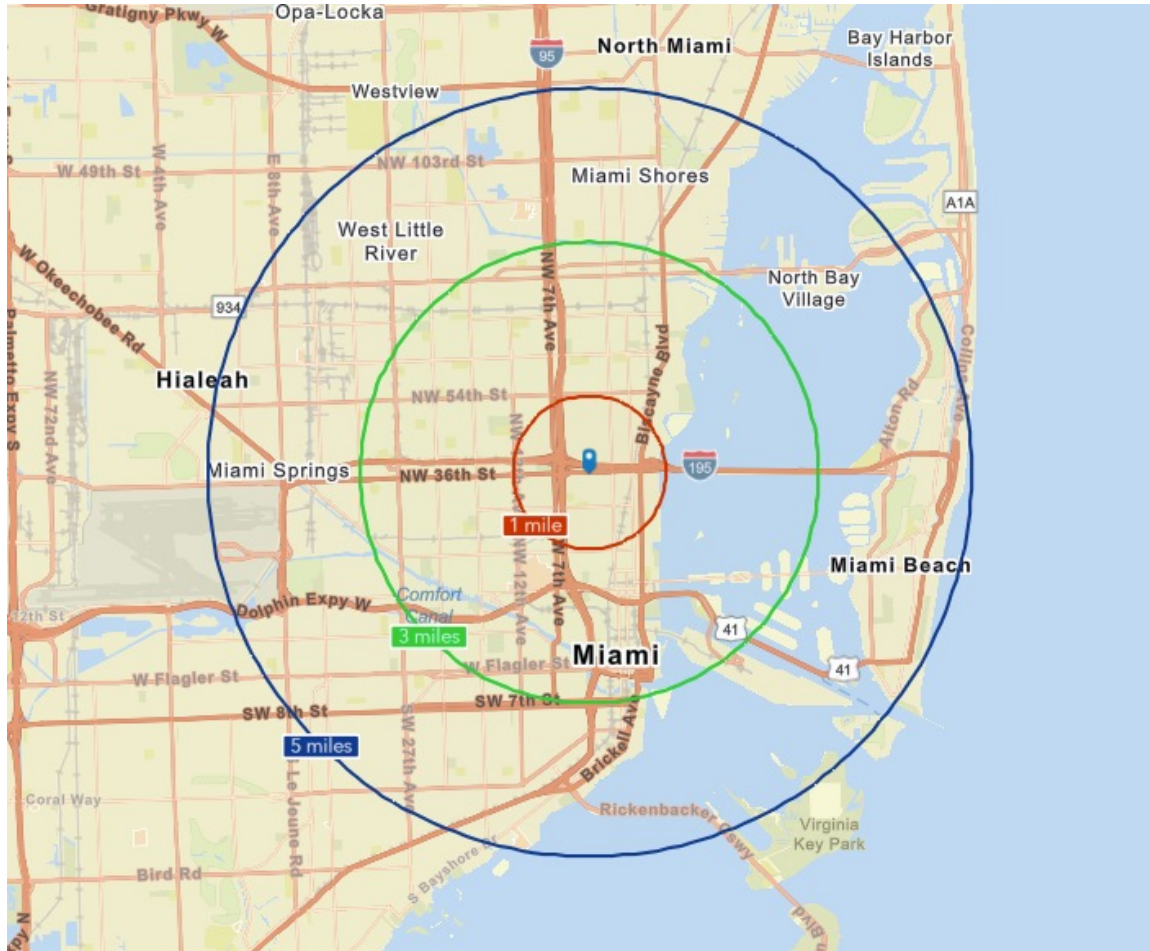 Gratigny Pkwy W
Opa-Locka
95
North Miami
Bay Harbor
Islands
Westview
W 49th St
W 4th Ave
E 8th Ave
NW 103rd St
Miami Shores
A1A
West Little
River
W Okeechobee Rd
NW 7th Ave
North Bay
Village
934
Palmetto Expy S
Hialeah
NW 72nd Ave
NW 54th St
Biscayne Blvd
Collins Ave
Alton Rd
Miami Springs
NW 36th St
195
1 mile
NW 12th Ave
W 7th Ave
Miami Beach
12th St
Dolphin Expy W
Comfort
Canal
3 miles
41
Miami
41
W Flagler St
W Flagler St
SW 8th St
SW 7th St
5 miles
SW 27th Ave
Le Jeune Rd
Brickell Ave
Coral Way
Rickenbacker Cswy
Virginia
Key Park
Bird Rd
S Bayshore Dr